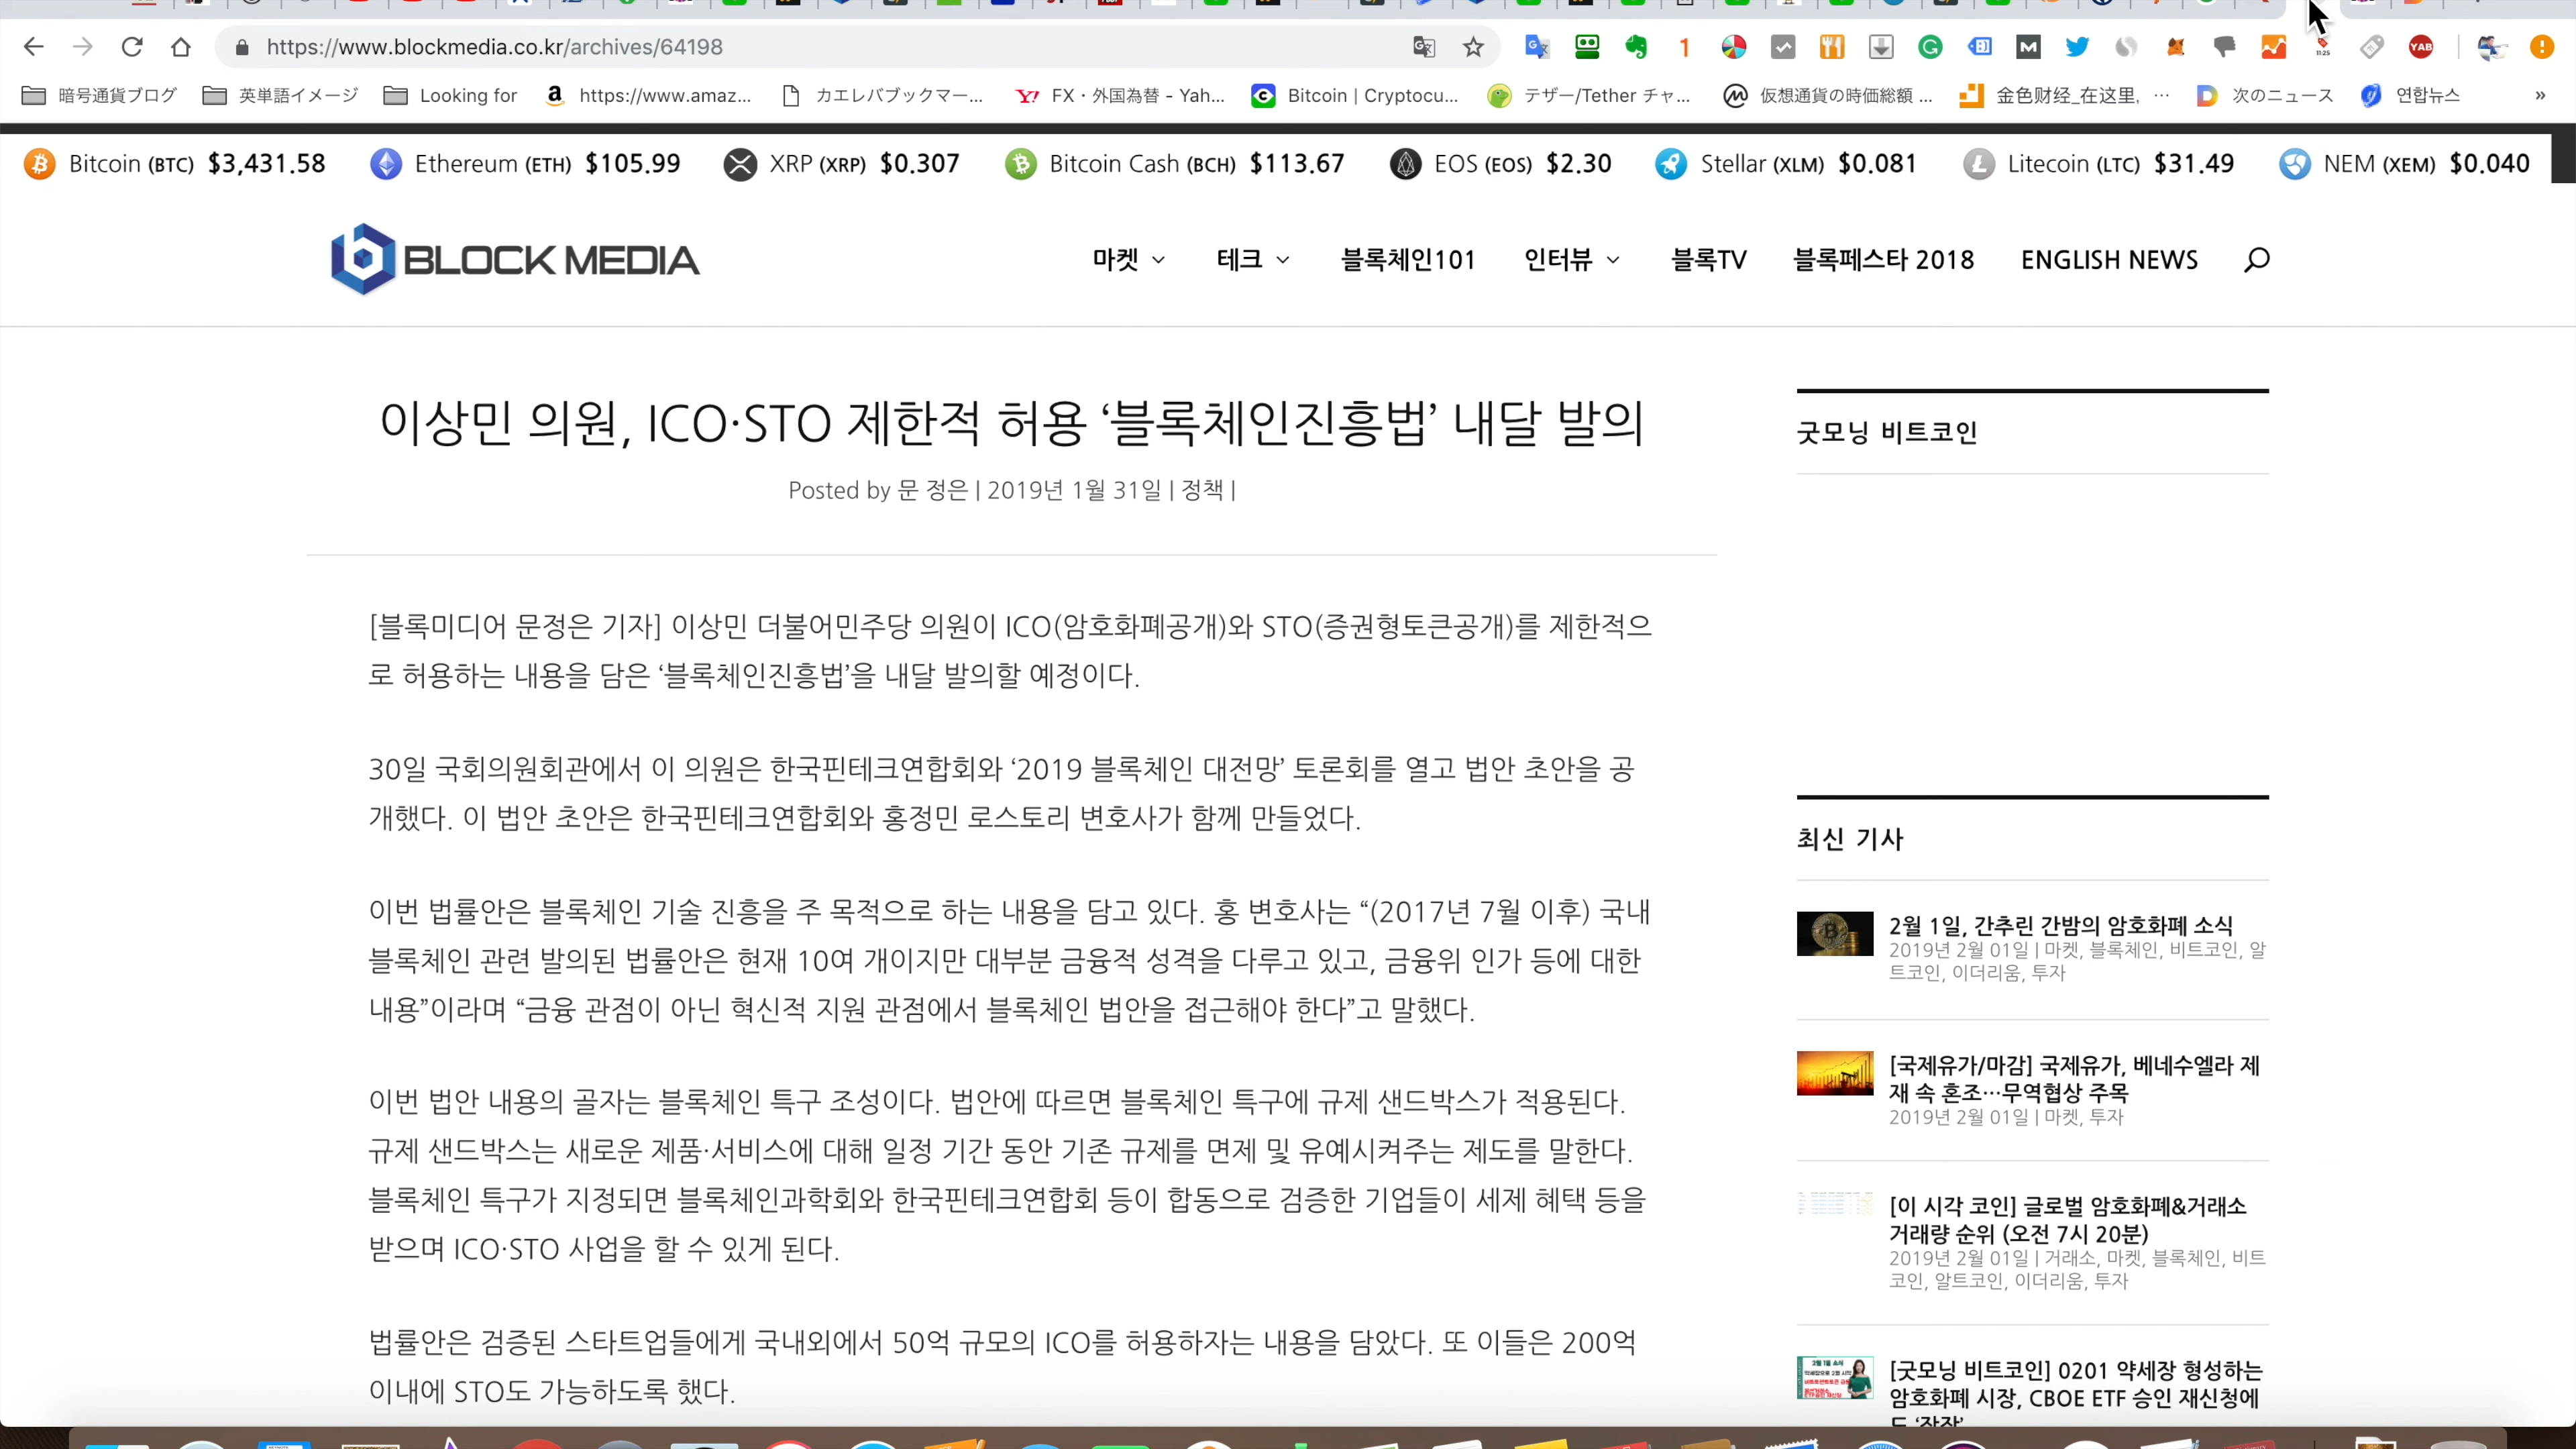 https://www.blockmedia.co.kr/archives/64198
暗号通貨ブログ 英単語イメージ Looking for https://www.amaz... カエレバブックマー... FX・外国為替 - Yah... Bitcoin | Cryptocu... テザー/Tether チャ... 仮想通貨の時価総額 ... 金色财经_在这里, ⋯ 次のニュース 연합뉴스 »
Bitcoin (BTC) $3,431.58 Ethereum (ETH) $105.99 XRP (XRP) $0.307 Bitcoin Cash (BCH) $113.67 EOS (EOS) $2.30 Stellar (XLM) $0.081 Litecoin (LTC) $31.49 NEM (XEM) $0.040
BLOCK MEDIA
마켓 테크 블록체인101 인터뷰 블록TV 블록페스타 2018 ENGLISH NEWS
이상민 의원, ICO·STO 제한적 허용 ‘블록체인진흥법’ 내달 발의
Posted by 문 정은 | 2019년 1월 31일 | 정책 |
[블록미디어 문정은 기자] 이상민 더불어민주당 의원이 ICO(암호화폐공개)와 STO(증권형토큰공개)를 제한적으
로 허용하는 내용을 담은 ‘블록체인진흥법’을 내달 발의할 예정이다.
30일 국회의원회관에서 이 의원은 한국핀테크연합회와 ‘2019 블록체인 대전망’ 토론회를 열고 법안 초안을 공
개했다. 이 법안 초안은 한국핀테크연합회와 홍정민 로스토리 변호사가 함께 만들었다.
이번 법률안은 블록체인 기술 진흥을 주 목적으로 하는 내용을 담고 있다. 홍 변호사는 “(2017년 7월 이후) 국내
블록체인 관련 발의된 법률안은 현재 10여 개이지만 대부분 금융적 성격을 다루고 있고, 금융위 인가 등에 대한
내용”이라며 “금융 관점이 아닌 혁신적 지원 관점에서 블록체인 법안을 접근해야 한다”고 말했다.
이번 법안 내용의 골자는 블록체인 특구 조성이다. 법안에 따르면 블록체인 특구에 규제 샌드박스가 적용된다.
규제 샌드박스는 새로운 제품·서비스에 대해 일정 기간 동안 기존 규제를 면제 및 유예시켜주는 제도를 말한다.
블록체인 특구가 지정되면 블록체인과학회와 한국핀테크연합회 등이 합동으로 검증한 기업들이 세제 혜택 등을
받으며 ICO·STO 사업을 할 수 있게 된다.
법률안은 검증된 스타트업들에게 국내외에서 50억 규모의 ICO를 허용하자는 내용을 담았다. 또 이들은 200억
이내에 STO도 가능하도록 했다.
굿모닝 비트코인
최신 기사
2월 1일, 간추린 간밤의 암호화폐 소식
2019년 2월 01일 | 마켓, 블록체인, 비트코인, 알
트코인, 이더리움, 투자
[국제유가/마감] 국제유가, 베네수엘라 제
재 속 혼조…무역협상 주목
2019년 2월 01일 | 마켓, 투자
[이 시각 코인] 글로벌 암호화폐&거래소
거래량 순위 (오전 7시 20분)
2019년 2월 01일 | 거래소, 마켓, 블록체인, 비트
코인, 알트코인, 이더리움, 투자
[굿모닝 비트코인] 0201 약세장 형성하는
암호화폐 시장, CBOE ETF 승인 재신청에